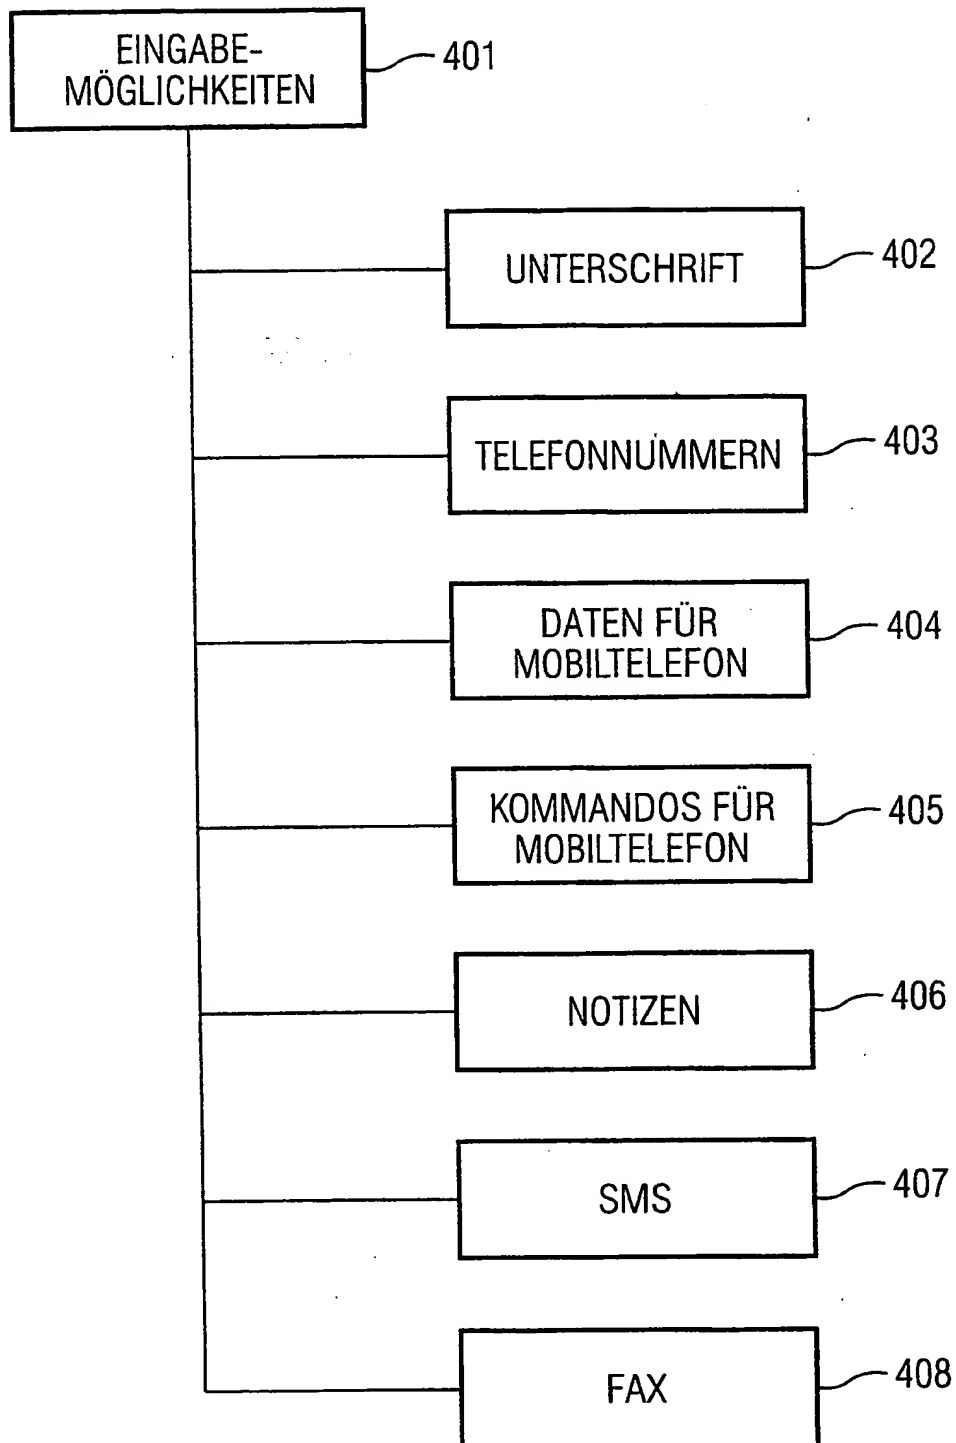 EINGABE-
MÖGLICHKEITEN
401
UNTERSCHRIFT
402
TELEFONNUMMERN
403
DATEN FÜR
MOBILTELEFON
404
KOMMANDOS FÜR
MOBILTELEFON
405
NOTIZEN
406
SMS
407
FAX
408